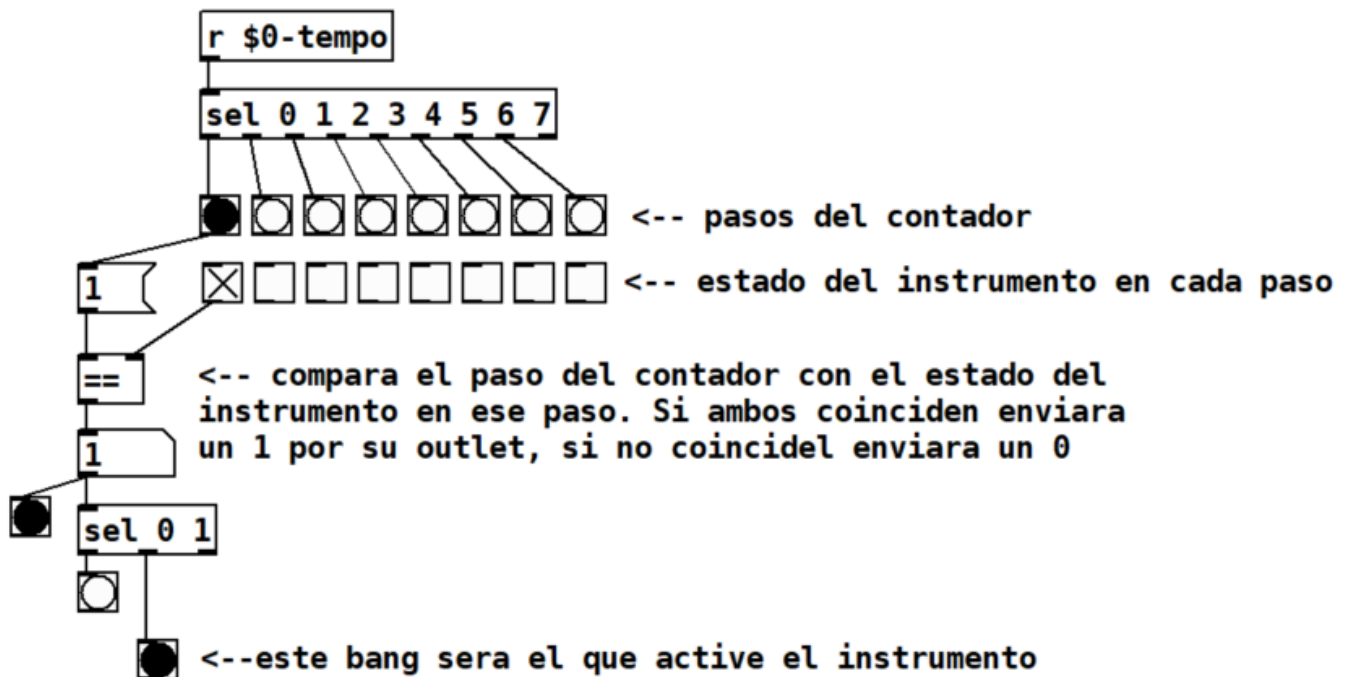 r $0-tempo
sel 0 1 2 3 4 5 6 7
<-- pasos del contador
1
<-- estado del instrumento en cada paso
==
<-- compara el paso del contador con el estado del
instrumento en ese paso. Si ambos coinciden enviara
un 1 por su outlet, si no coincidel enviara un 0
1
sel 0 1
<--este bang sera el que active el instrumento